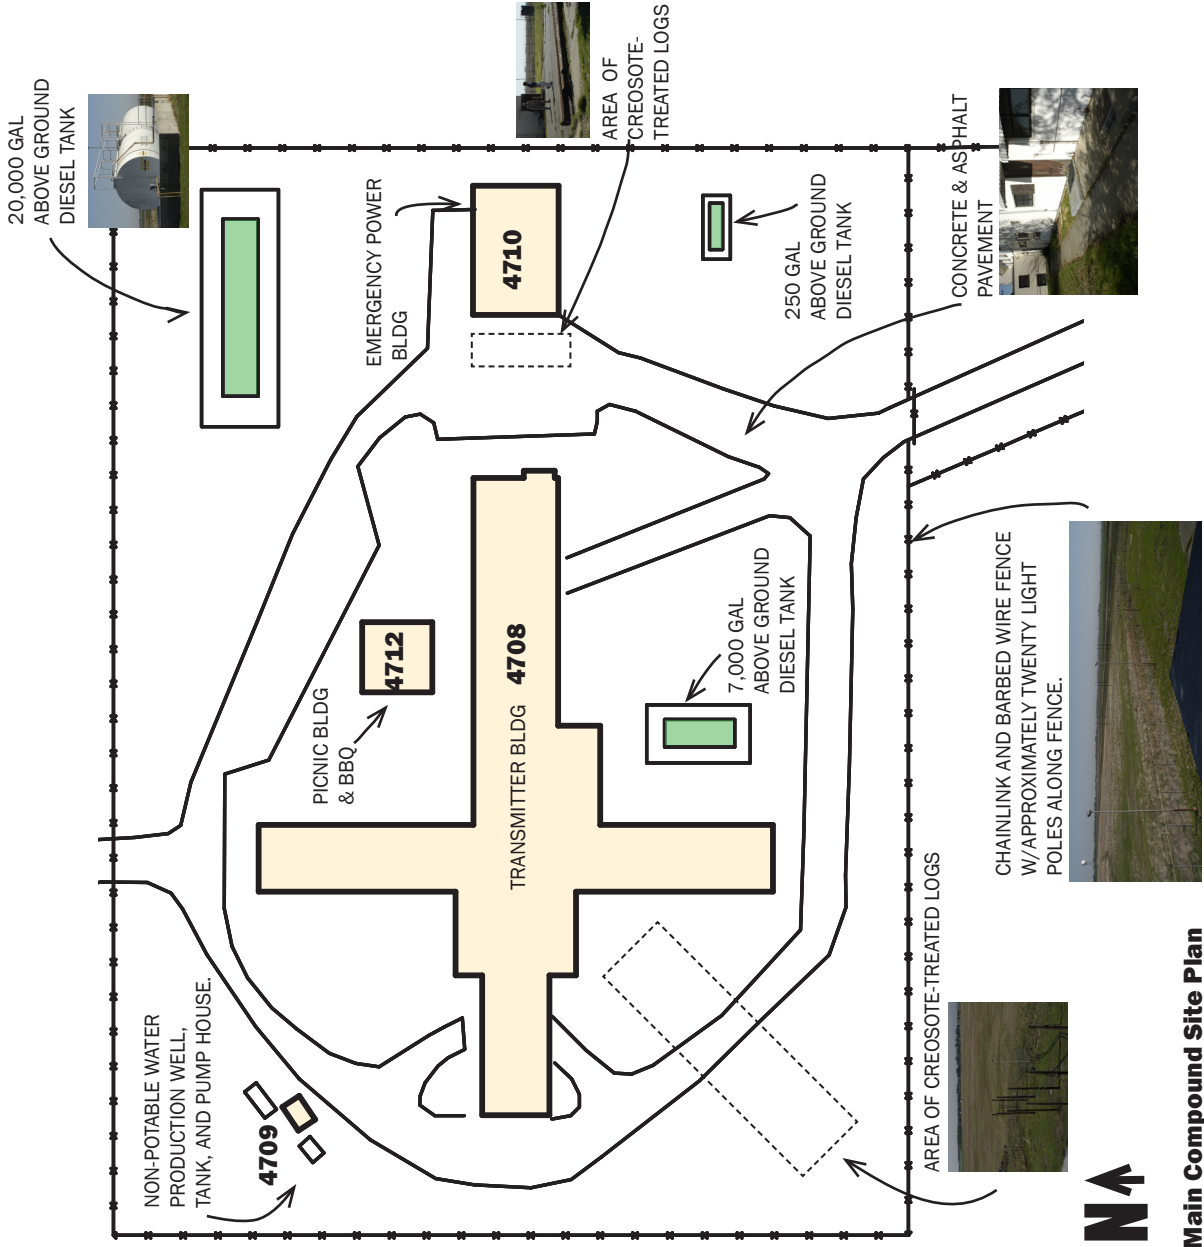 20,000 GAL
ABOVE GROUND
DIESEL TANK
AREA OF
CREOSOTE-
TREATED LOGS
EMERGENCY POWER
BLDG
4710
250 GAL
ABOVE GROUND
DIESEL TANK
CONCRETE & ASPHALT
PAVEMENT
PICNIC BLDG
& BBQ
4712
TRANSMITTER BLDG 4708
7,000 GAL
ABOVE GROUND
DIESEL TANK
CHAINLINK AND BARBED WIRE FENCE
W/APPROXIMATELY TWENTY LIGHT
POLES ALONG FENCE.
NON-POTABLE WATER
PRODUCTION WELL,
TANK, AND PUMP HOUSE.
4709
AREA OF CREOSOTE-TREATED LOGS
N
Main Compound Site Plan